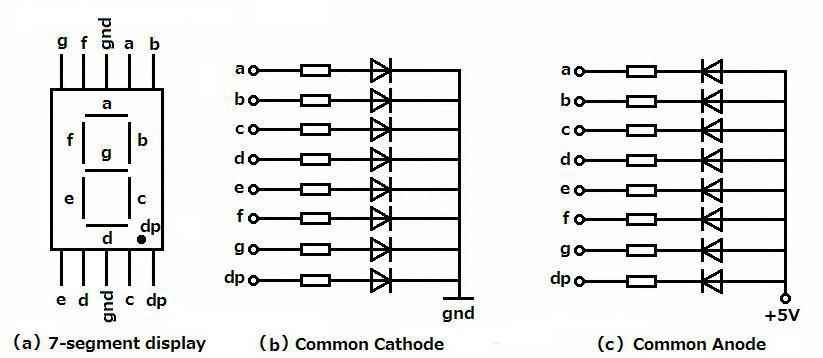 g f gnd a b
a
f b
g
e c
d dp
e d gnd c dp
(a) 7-segment display
a
b
c
d
e
f
g
dp
gnd
(b) Common Cathode
a
b
c
d
e
f
g
dp
+5V
(c) Common Anode